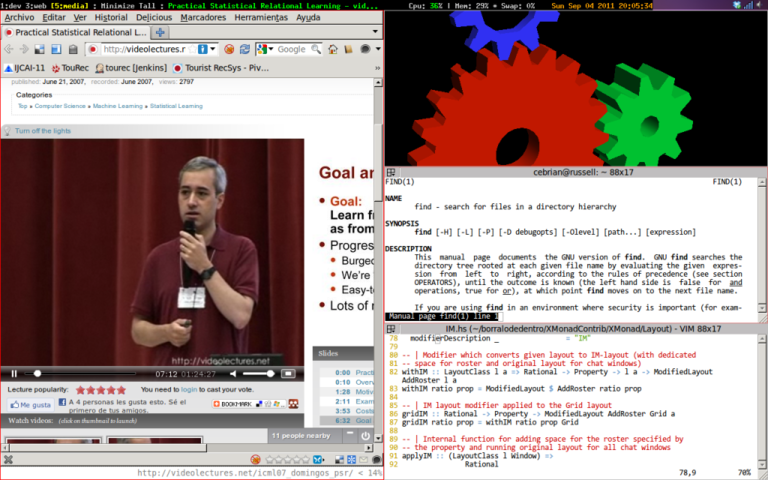 1:dev 3:web [5:media] : Minimize Tall : Practical Statistical Relational Learning - vid...
Cpu: 36% | Mem: 29% * Swap: 0%
Sun Sep 04 2011 20:05:34
Archivo Editar Ver Historial Delicious Marcadores Herramientas Ayuda
Practical Statistical Relational L...
http://videolectures.r
Google
IJCAI-11 TouRec tourec [Jenkins] Tourist RecSys - Piv...
published: June 21, 2007, recorded: June 2007, views: 2797
Categories
Top Computer Science Machine Learning Statistical Learning
Turn off the lights
Goal an
Goal:
Learn fr
as from
Progres
Burgec
We're
Easy-t
Lots of r
http://videolectures.net
07:12 01:24:27
Slides
0:00 Practi
0:10 Overv
1:28 Motiv
2:11 Exam
3:53 Costs
6:32 Goal
Lecture popularity:
You need to login to cast your vote.
Me gusta
A 4 personas les gusta esto. Sé el
primero de tus amigos.
BOOKMARK
Watch videos: (click on thumbnail to launch)
11 people nearby
http://videolectures.net/icml07_domingos_psr/ < 14%
cebrian@russell: ~ 88x17
FIND(1) FIND(1)
NAME
find - search for files in a directory hierarchy
SYNOPSIS
find [-H] [-L] [-P] [-D debugopts] [-Olevel] [path...] [expression]
DESCRIPTION
This manual page documents the GNU version of find. GNU find searches the
directory tree rooted at each given file name by evaluating the given expres-
sion from left to right, according to the rules of precedence (see section
OPERATORS), until the outcome is known (the left hand side is false for and
operations, true for or), at which point find moves on to the next file name.
If you are using find in an environment where security is important (for exam-
Manual page find(1) line 1
IM.hs (~/borralodedentro/XMonadContrib/XMonad/Layout) - VIM 88x17
78 modifierDescription _ = "IM"
79
80 -- | Modifier which converts given layout to IM-layout (with dedicated
81 -- space for roster and original layout for chat windows)
82 withIM :: LayoutClass l a => Rational -> Property -> l a -> ModifiedLayout
AddRoster l a
83 withIM ratio prop = ModifiedLayout $ AddRoster ratio prop
84
85 -- | IM layout modifier applied to the Grid layout
86 gridIM :: Rational -> Property -> ModifiedLayout AddRoster Grid a
87 gridIM ratio prop = withIM ratio prop Grid
88
89 -- | Internal function for adding space for the roster specified by
90 -- the property and running original layout for all chat windows
91 applyIM :: (LayoutClass l Window) =>
92 Rational
78,9 70%